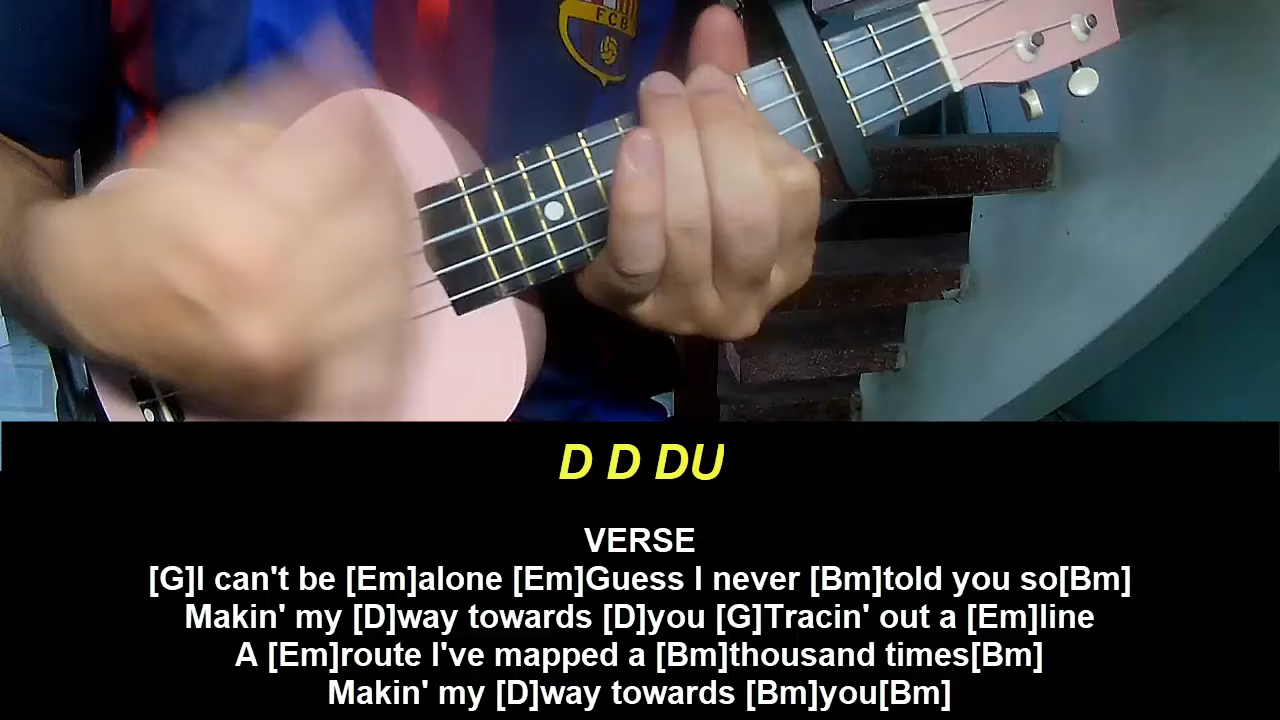 FCB
D D DU
VERSE
[G]I can't be [Em]alone [Em]Guess I never [Bm]told you so[Bm]
Makin' my [D]way towards [D]you [G]Tracin' out a [Em]line
A [Em]route I've mapped a [Bm]thousand times[Bm]
Makin' my [D]way towards [Bm]you[Bm]